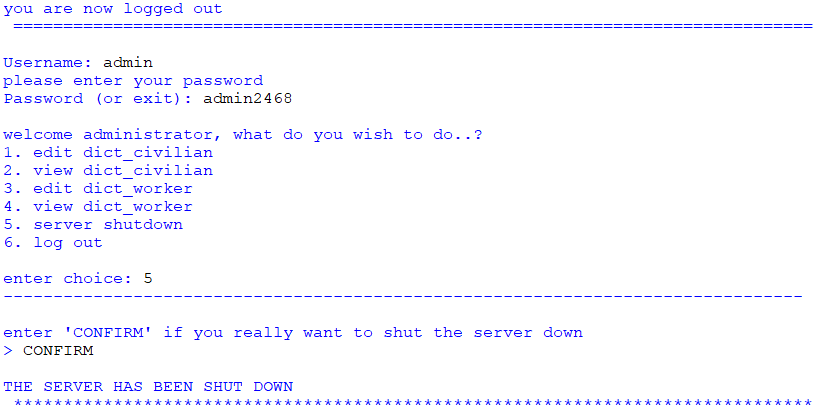 you are now logged out
================================================================================
Username: admin
please enter your password
Password (or exit): admin2468
welcome administrator, what do you wish to do..?
1. edit dict_civilian
2. view dict_civilian
3. edit dict_worker
4. view dict_worker
5. server shutdown
6. log out
enter choice: 5
--------------------------------------------------------------------------------
enter 'CONFIRM' if you really want to shut the server down
> CONFIRM
THE SERVER HAS BEEN SHUT DOWN
********************************************************************************